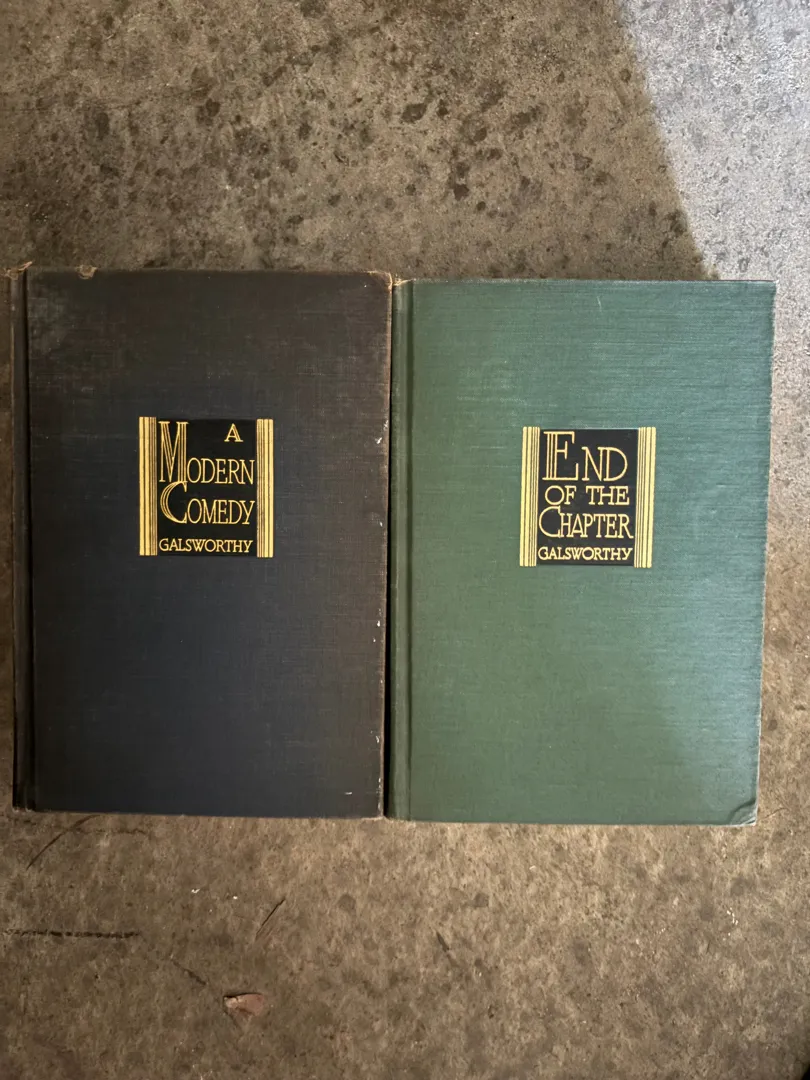 A
MODERN
COMEDY
GALSWORTHY
END
OF THE
CHAPTER
GALSWORTHY